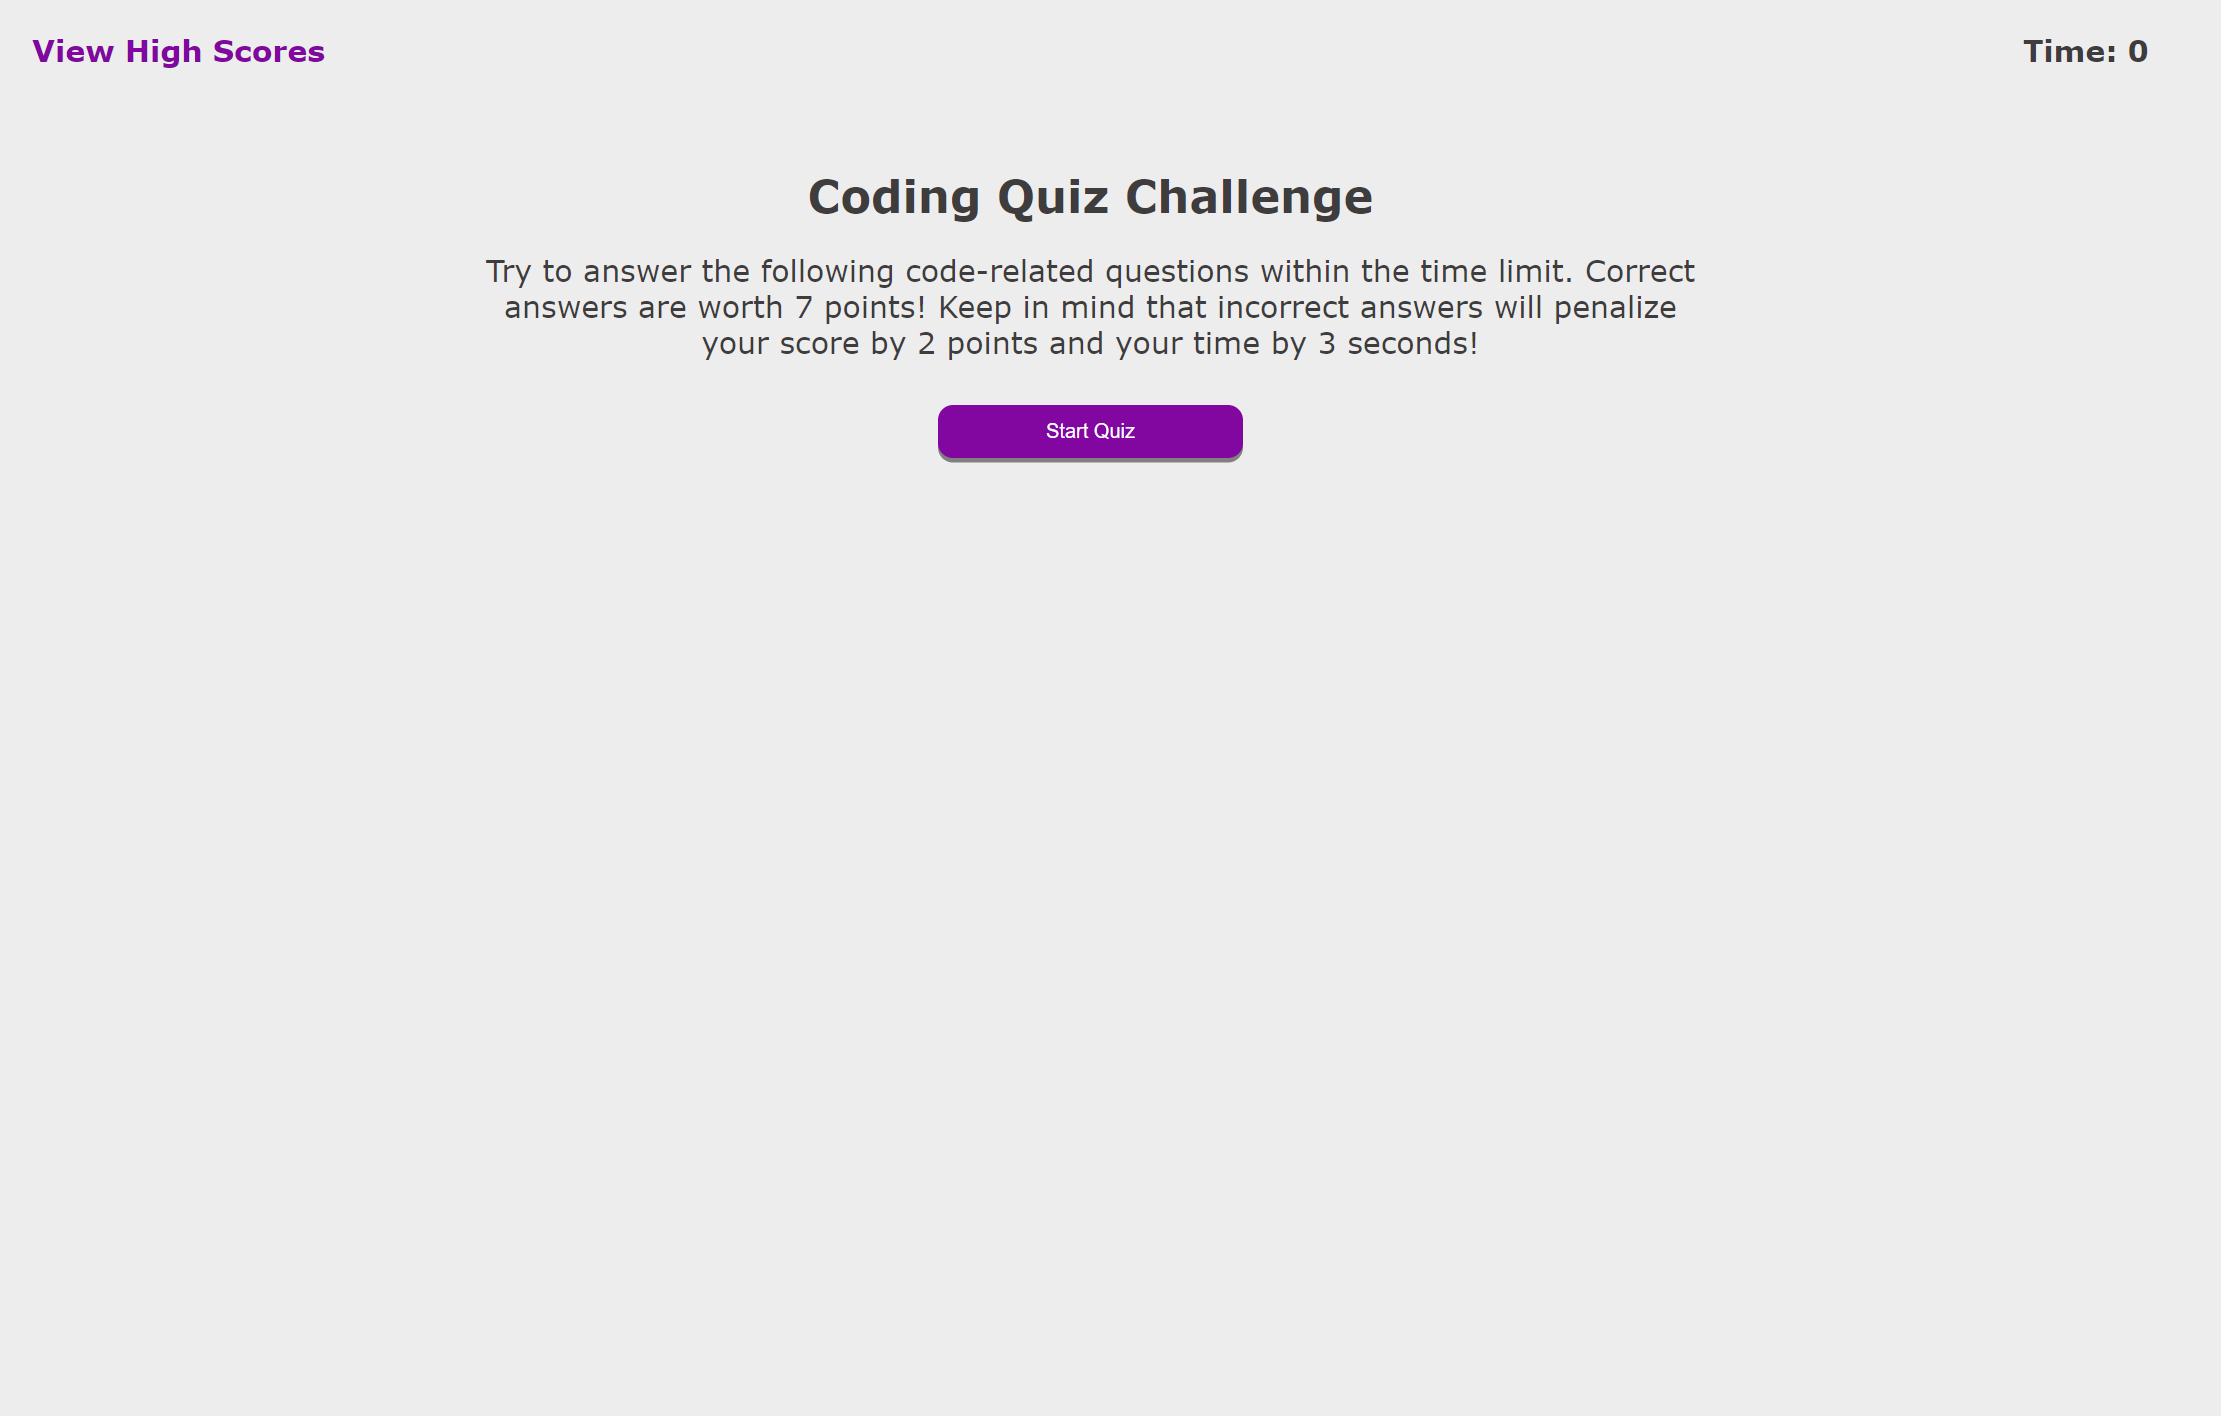 View High Scores
Time: 0
Coding Quiz Challenge
Try to answer the following code-related questions within the time limit. Correct
answers are worth 7 points! Keep in mind that incorrect answers will penalize
your score by 2 points and your time by 3 seconds!
Start Quiz